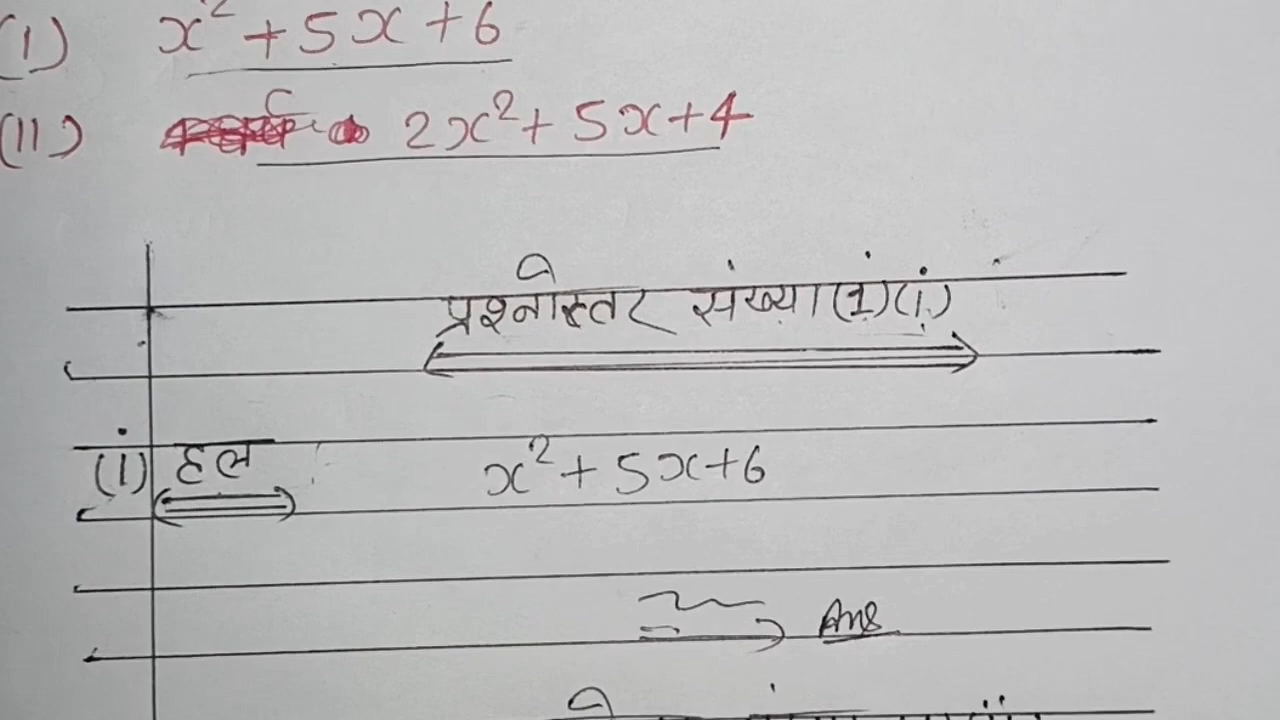 (I) x²+5x+6
(II) 2x²+5x+4
प्रश्नोत्तर संख्या (1)(i)
(i) हल x²+5x+6
Ans